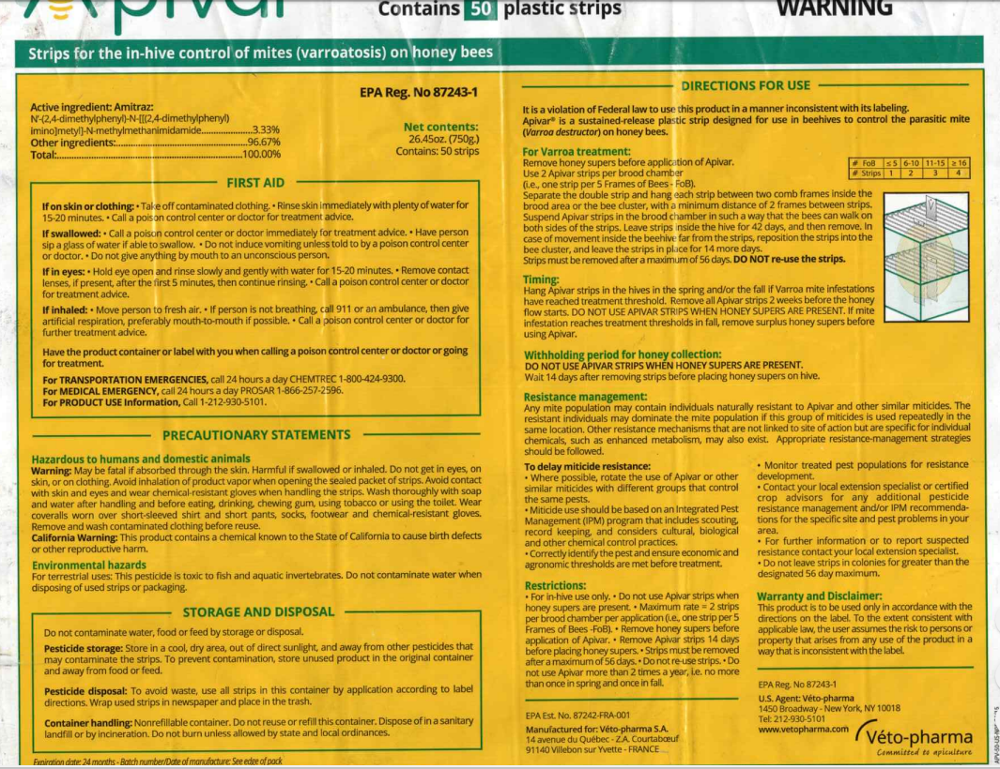 Apivar
Contains 50 plastic strips
WARNING
Strips for the in-hive control of mites (varroatosis) on honey bees
EPA Reg. No 87243-1
Active ingredient: Amitraz:
N'-(2,4-dimethylphenyl)-N-[[(2,4-dimethylphenyl)
imino]metyl]-N-methylmethanimidamade..................3.33%
Other ingredients:..................96.67%
Total:..................100.00%
Net contents:
26.45oz. (750g.)
Contains: 50 strips
FIRST AID
If on skin or clothing: • Take off contaminated clothing. • Rinse skin immediately with plenty of water for
15-20 minutes. • Call a poison control center or doctor for treatment advice.
If swallowed: • Call a poison control center or doctor immediately for treatment advice. • Have person
sip a glass of water if able to swallow. • Do not induce vomiting unless told to by a poison control center
or doctor. • Do not give anything by mouth to an unconscious person.
If in eyes: • Hold eye open and rinse slowly and gently with water for 15-20 minutes. • Remove contact
lenses, if present, after the first 5 minutes, then continue rinsing. • Call a poison control center or doctor
for treatment advice.
If inhaled: • Move person to fresh air. • If person is not breathing, call 911 or an ambulance, then give
artificial respiration, preferably mouth-to-mouth if possible. • Call a poison control center or doctor for
further treatment advice.
Have the product container or label with you when calling a poison control center or doctor or going
for treatment.
For TRANSPORTATION EMERGENCIES, call 24 hours a day CHEMTREC 1-800-424-9300.
For MEDICAL EMERGENCY, call 24 hours a day PROSAR 1-866-257-2596.
For PRODUCT USE Information, Call 1-212-930-5101.
PRECAUTIONARY STATEMENTS
Hazardous to humans and domestic animals
Warning: May be fatal if absorbed through the skin. Harmful if swallowed or inhaled. Do not get in eyes, on
skin, or on clothing. Avoid inhalation of product vapor when opening the sealed packet of strips. Avoid contact
with skin and eyes and wear chemical-resistant gloves when handling the strips. Wash thoroughly with soap
and water after handling and before eating, drinking, chewing gum, using tobacco or using the toilet. Wear
coveralls worn over short-sleeved shirt and short pants, socks, footwear and chemical-resistant gloves.
Remove and wash contaminated clothing before reuse.
California Warning: This product contains a chemical known to the State of California to cause birth defects
or other reproductive harm.
Environmental hazards
For terrestrial uses: This pesticide is toxic to fish and aquatic invertebrates. Do not contaminate water when
disposing of used strips or packaging.
STORAGE AND DISPOSAL
Do not contaminate water, food or feed by storage or disposal.
Pesticide storage: Store in a cool, dry area, out of direct sunlight, and away from other pesticides that
may contaminate the strips. To prevent contamination, store unused product in the original container
and away from food or feed.
Pesticide disposal: To avoid waste, use all strips in this container by application according to label
directions. Wrap used strips in newspaper and place in the trash.
Container handling: Nonrefillable container. Do not reuse or refill this container. Dispose of in a sanitary
landfill or by incineration. Do not burn unless allowed by state and local ordinances.
Expiration date: 24 months - Batch number/Date of manufacture: See edge of pack
DIRECTIONS FOR USE
It is a violation of Federal law to use this product in a manner inconsistent with its labeling.
Apivar® is a sustained-release plastic strip designed for use in beehives to control the parasitic mite
(Varroa destructor) on honey bees.
For Varroa treatment:
Remove honey supers before application of Apivar.
Use 2 Apivar strips per brood chamber
(i.e., one strip per 5 Frames of Bees - FoB).
# FoB ≤ 5 6-10 11-15 ≥ 16
# Strips 1 2 3 4
Separate the double strip and hang each strip between two comb frames inside the
brood area or the bee cluster, with a minimum distance of 2 frames between strips.
Suspend Apivar strips in the brood chamber in such a way that the bees can walk on
both sides of the strips. Leave strips inside the hive for 42 days, and then remove. In
case of movement inside the beehive far from the strips, reposition the strips into the
bee cluster, and leave the strips in place for 14 more days.
Strips must be removed after a maximum of 56 days. DO NOT re-use the strips.
Timing:
Hang Apivar strips in the hives in the spring and/or the fall if Varroa mite infestations
have reached treatment threshold. Remove all Apivar strips 2 weeks before the honey
flow starts. DO NOT USE APIVAR STRIPS WHEN HONEY SUPERS ARE PRESENT. If mite
infestation reaches treatment thresholds in fall, remove surplus honey supers before
using Apivar.
Withholding period for honey collection:
DO NOT USE APIVAR STRIPS WHEN HONEY SUPERS ARE PRESENT.
Wait 14 days after removing strips before placing honey supers on hive.
Resistance management:
Any mite population may contain individuals naturally resistant to Apivar and other similar miticides. The
resistant individuals may dominate the mite population if this group of miticides is used repeatedly in the
same location. Other resistance mechanisms that are not linked to site of action but are specific for individual
chemicals, such as enhanced metabolism, may also exist. Appropriate resistance-management strategies
should be followed.
To delay miticide resistance:
• Where possible, rotate the use of Apivar or other
similar miticides with different groups that control
the same pests.
• Miticide use should be based on an Integrated Pest
Management (IPM) program that includes scouting,
record keeping, and considers cultural, biological
and other chemical control practices.
• Correctly identify the pest and ensure economic and
agronomic thresholds are met before treatment.
Restrictions:
• For in-hive use only. • Do not use Apivar strips when
honey supers are present. • Maximum rate = 2 strips
per brood chamber per application (i.e., one strip per 5
Frames of Bees -FoB). • Remove honey supers before
application of Apivar. • Remove Apivar strips 14 days
before placing honey supers. • Strips must be removed
after a maximum of 56 days. • Do not re-use strips. • Do
not use Apivar more than 2 times a year, i.e. no more
than once in spring and once in fall.
EPA Est. No. 87242-FRA-001
Manufactured for: Véto-pharma S.A.
14 avenue du Québec - Z.A. Courtabœuf
91140 Villebon sur Yvette - FRANCE
• Monitor treated pest populations for resistance
development.
• Contact your local extension specialist or certified
crop advisors for any additional pesticide
resistance management and/or IPM recommenda-
tions for the specific site and pest problems in your
area.
• For further information or to report suspected
resistance contact your local extension specialist.
• Do not leave strips in colonies for greater than the
designated 56 day maximum.
Warranty and Disclaimer:
This product is to be used only in accordance with the
directions on the label. To the extent consistent with
applicable law, the user assumes the risk to persons or
property that arises from any use of the product in a
way that is inconsistent with the label.
EPA Reg. No 87243-1
U.S. Agent: Véto-pharma
1450 Broadway - New York, NY 10018
Tel: 212-930-5101
www.vetopharma.com
Véto-pharma
Committed to apiculture